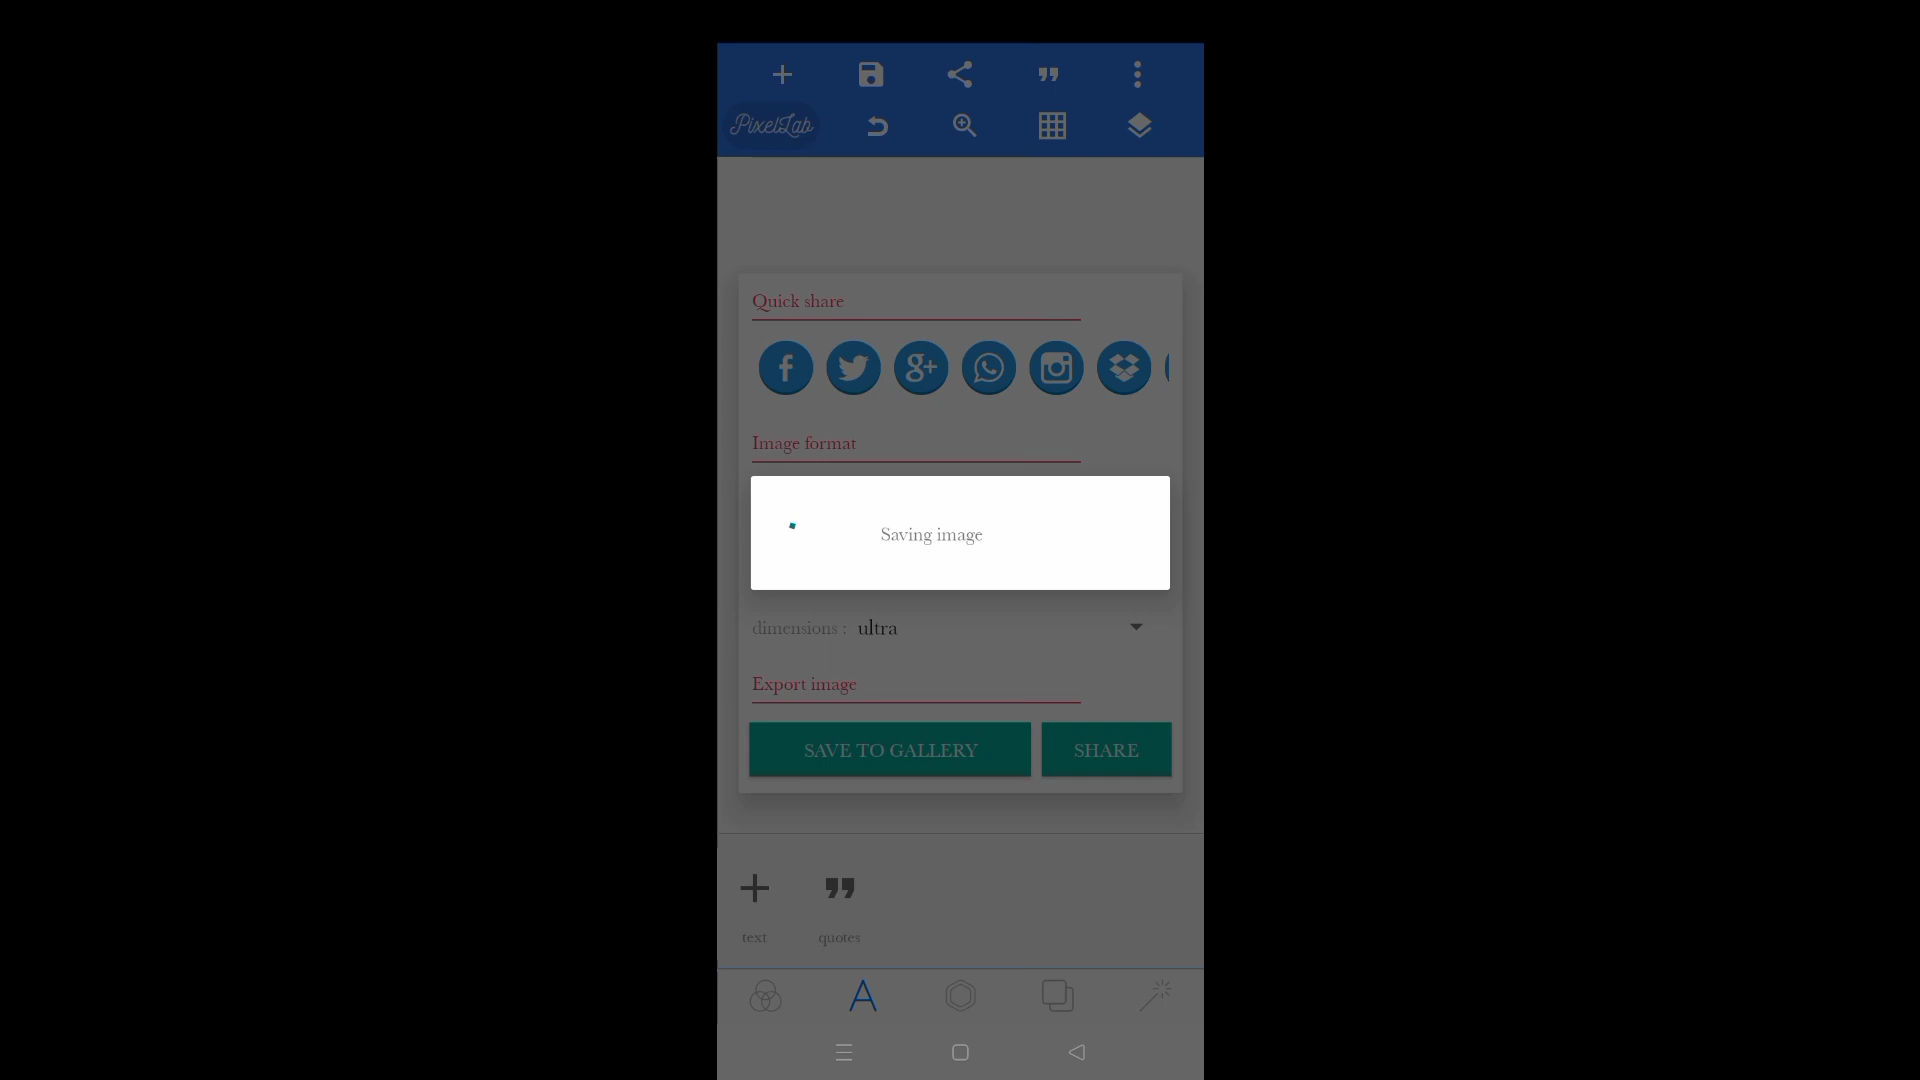 PixelLab
Quick share
Image format
Saving image
dimensions : ultra
Export image
SAVE TO GALLERY SHARE
text quotes